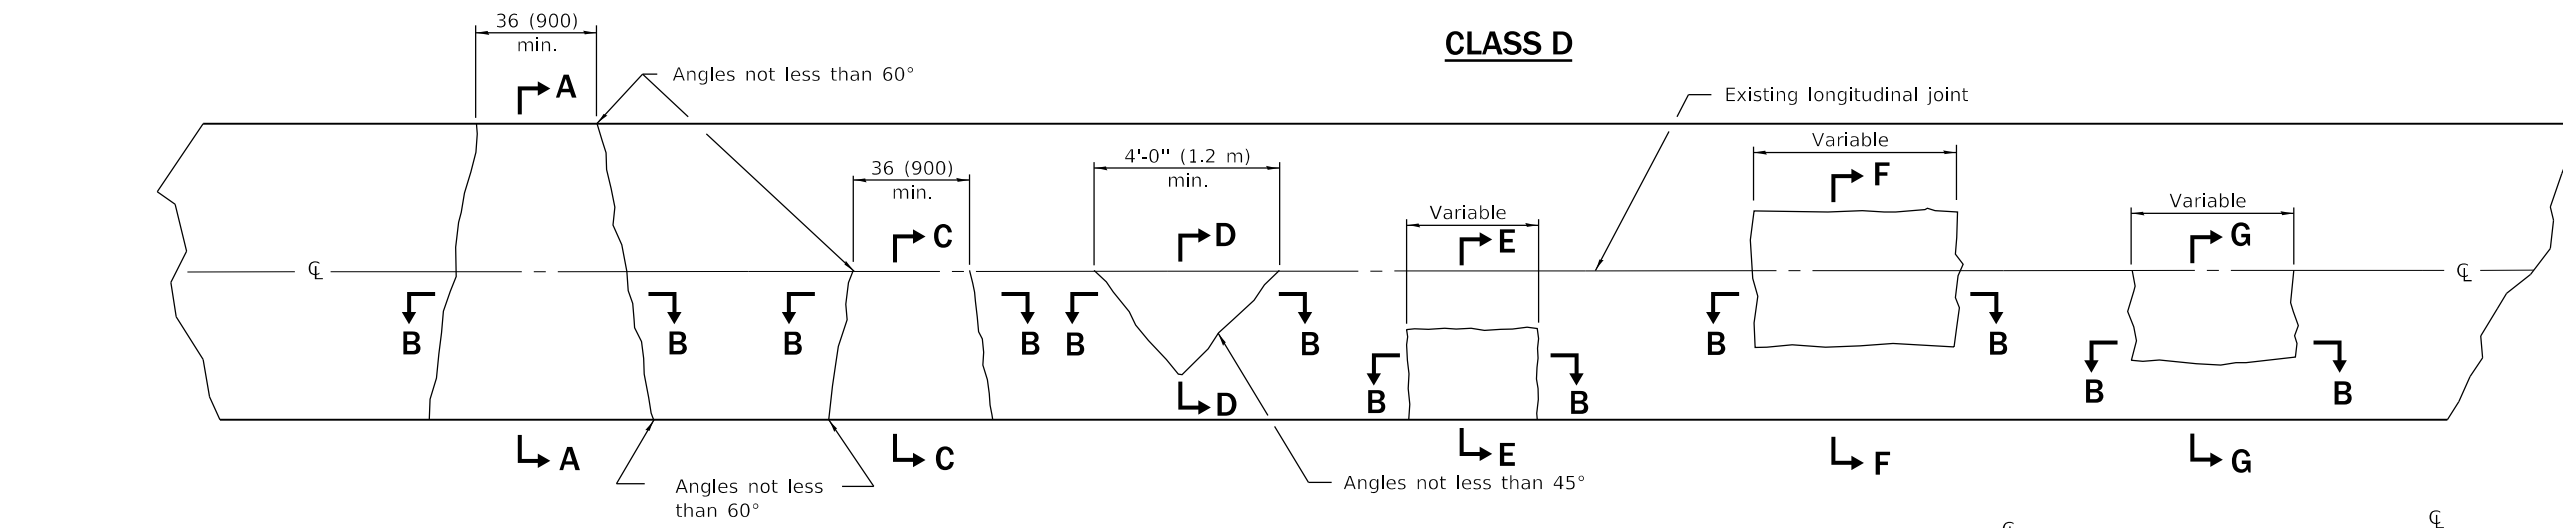 36 (900)
min.
CLASS D
A
Angles not less than 60°
Existing longitudinal joint
Variable
4'-0" (1.2 m)
min.
36 (900)
min.
F
Variable
Variable
C
D
E
G
℄
℄
B
B
B
B
B
B
B
B
B
B
B
B
D
E
A
C
F
G
Angles not less
than 60°
Angles not less than 45°
℄
℄